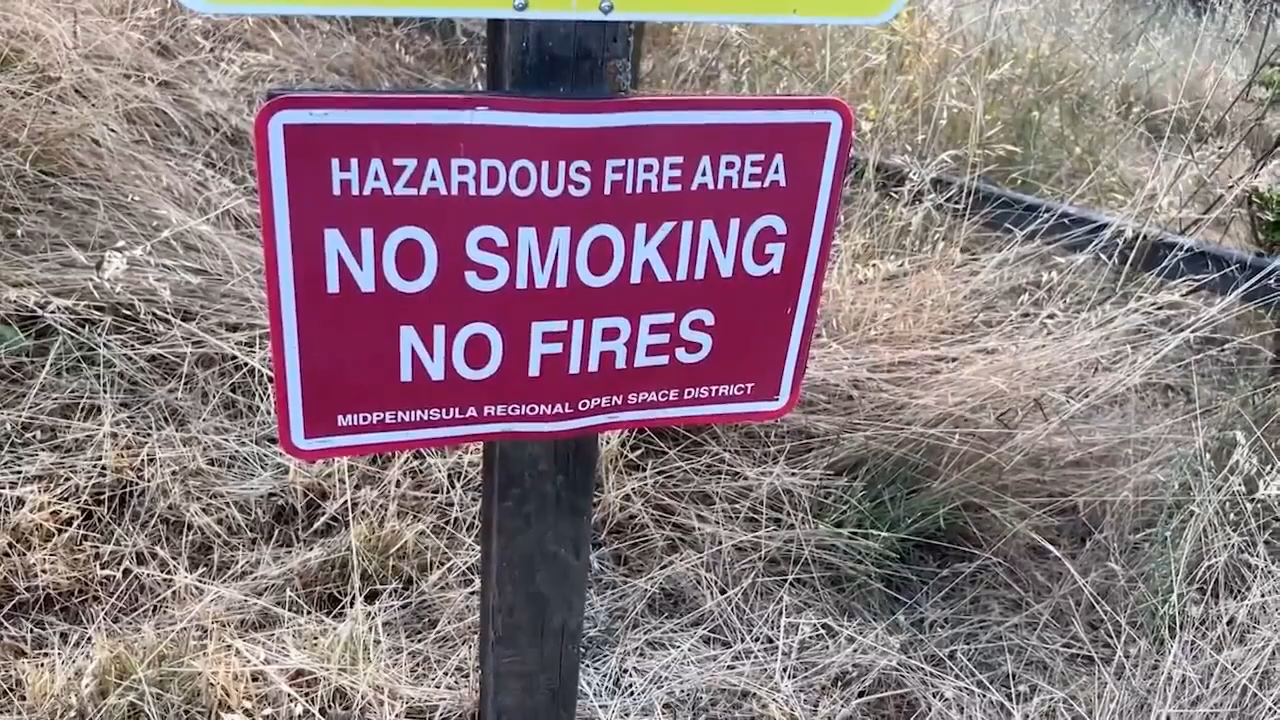 HAZARDOUS FIRE AREA
NO SMOKING
NO FIRES
MIDPENINSULA REGIONAL OPEN SPACE DISTRICT